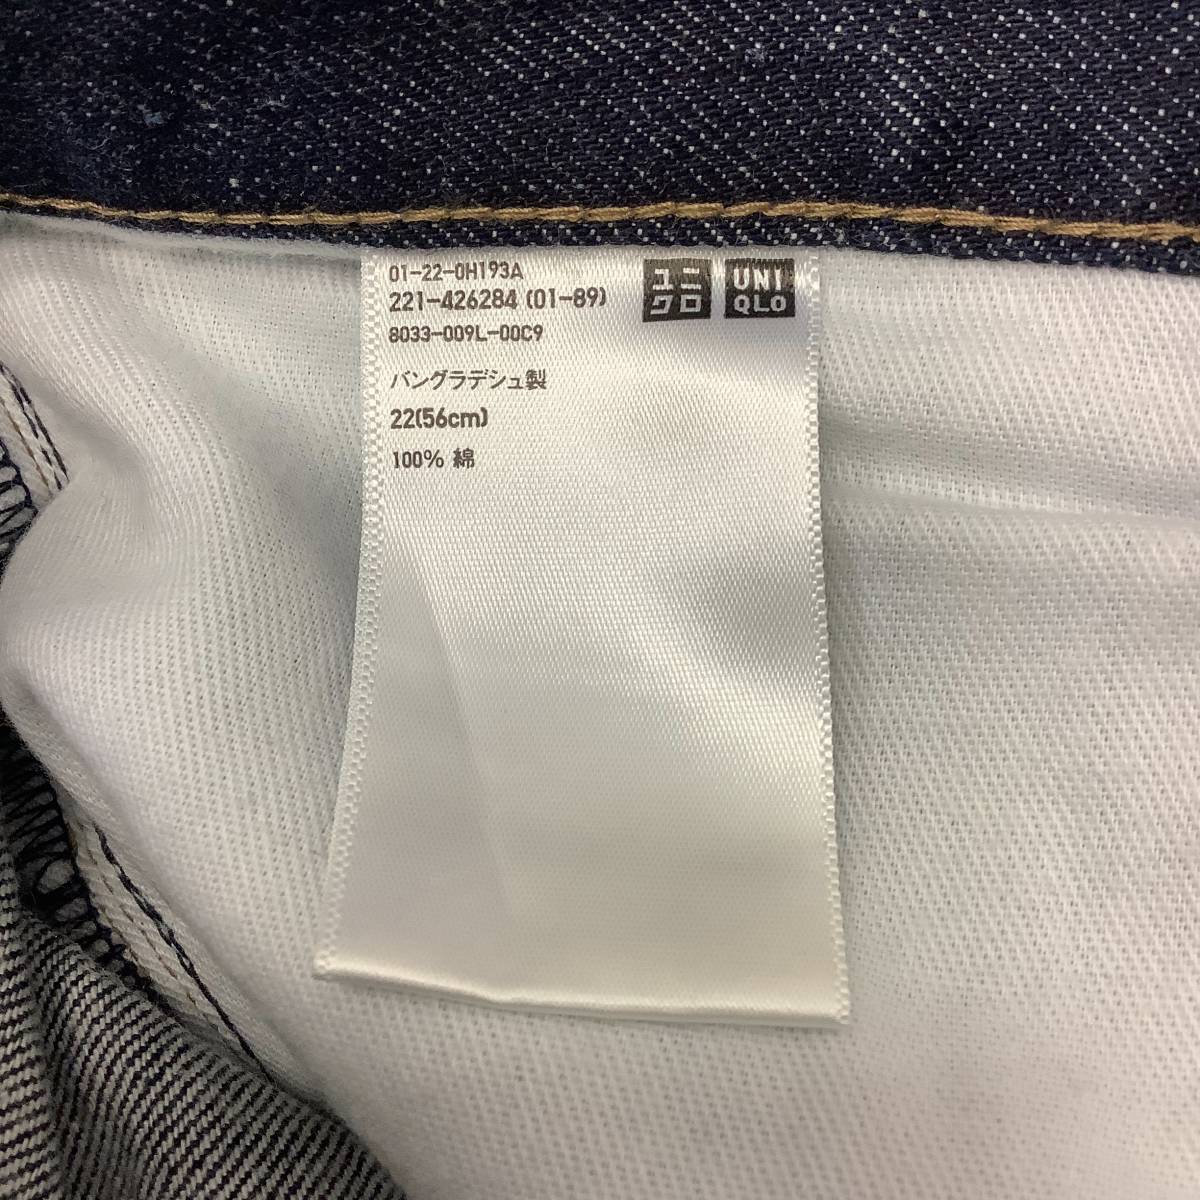 01-22-0H193A
221-426284 (01-89)
8033-009L-00C9
バングラデシュ製
22(56cm)
100% 綿
ユニ
クロ
UNI
QLO